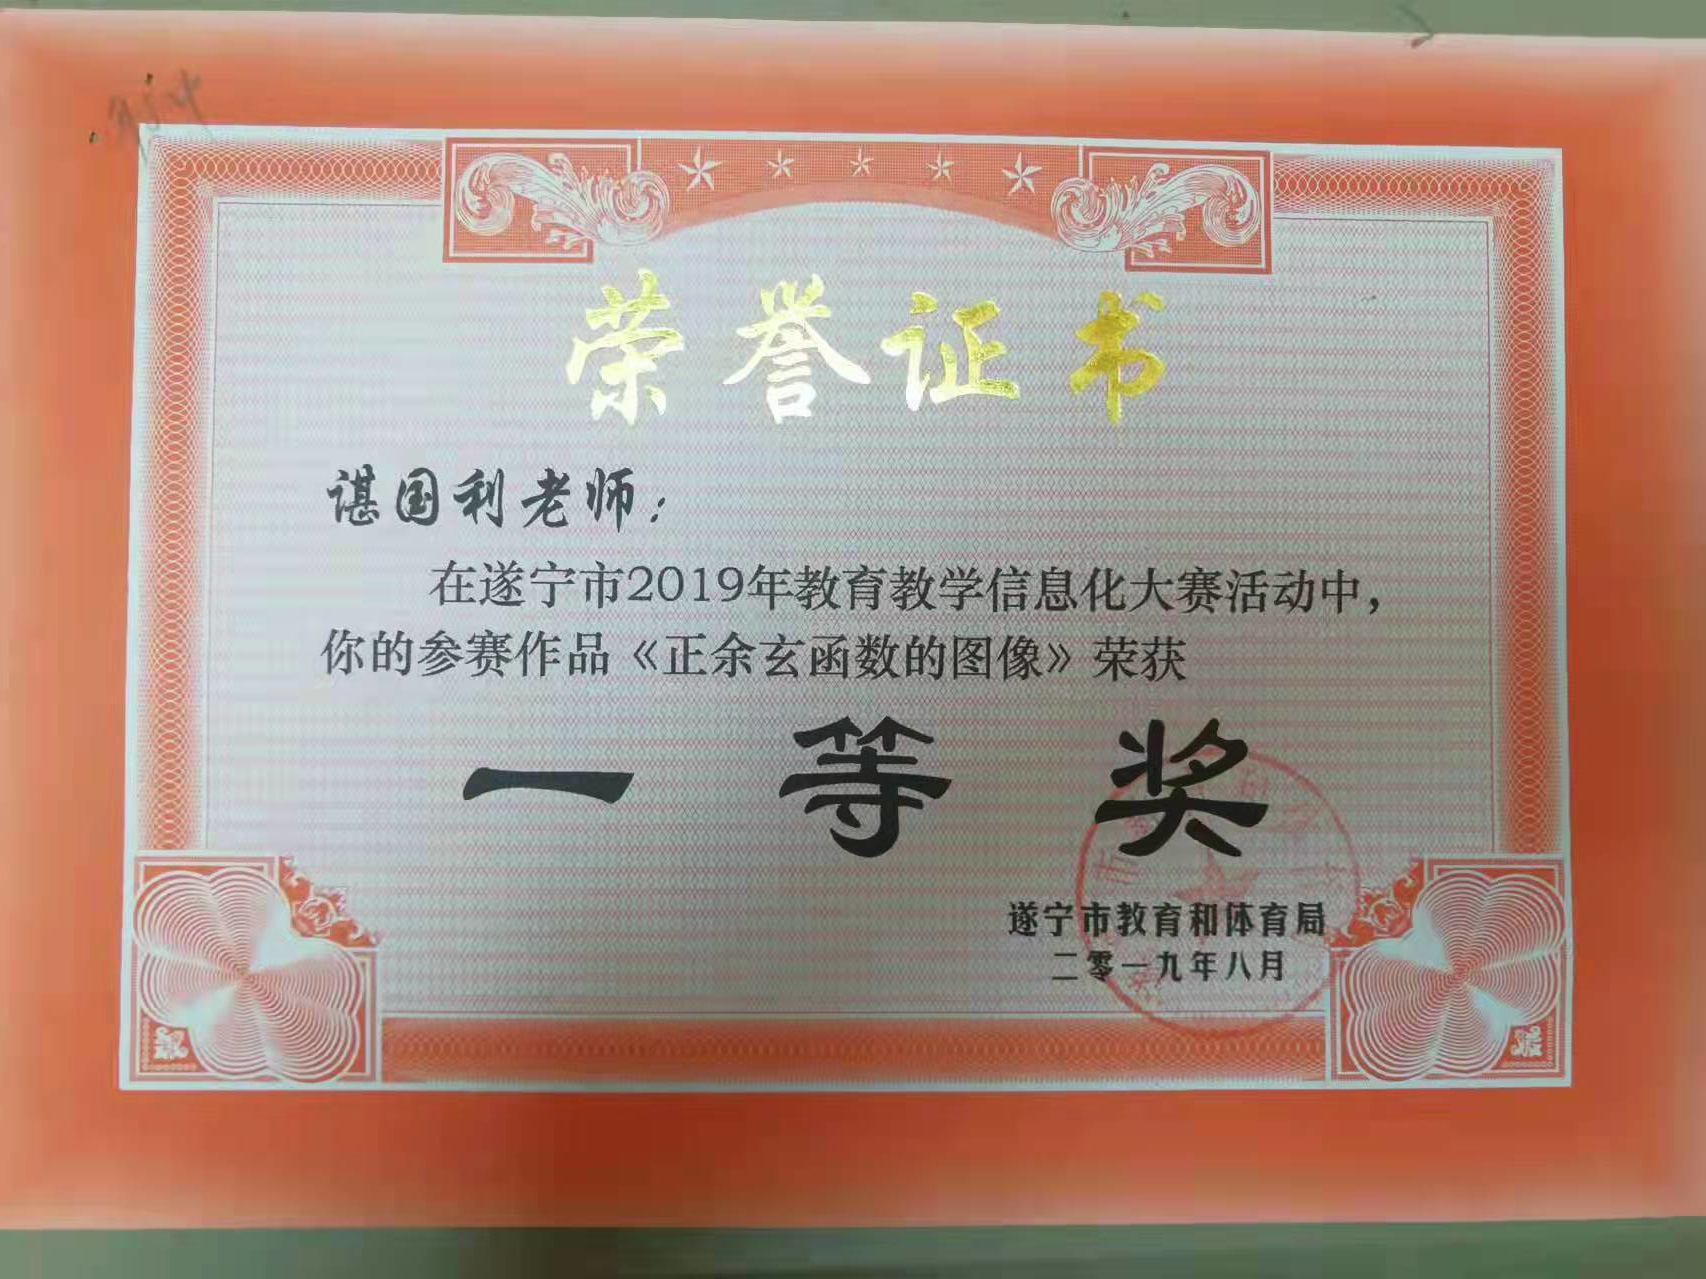 荣誉证书
谌国利老师：
在遂宁市2019年教育教学信息化大赛活动中，
你的参赛作品《正余玄函数的图像》荣获
一等奖
遂宁市教育和体育局
二零一九年八月